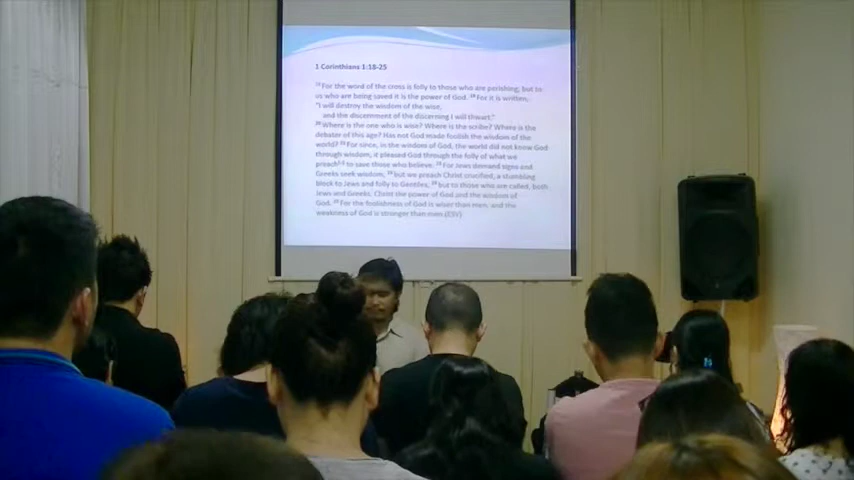 1 Corinthians 1:18-25
18 For the word of the cross is folly to those who are perishing, but to
us who are being saved it is the power of God. 19 For it is written,
"I will destroy the wisdom of the wise,
and the discernment of the discerning I will thwart."
20 Where is the one who is wise? Where is the scribe? Where is the
debater of this age? Has not God made foolish the wisdom of the
world? 21 For since, in the wisdom of God, the world did not know God
through wisdom, it pleased God through the folly of what we
preach to save those who believe. 22 For Jews demand signs and
Greeks seek wisdom, 23 but we preach Christ crucified, a stumbling
block to Jews and folly to Gentiles, 24 but to those who are called, both
Jews and Greeks, Christ the power of God and the wisdom of
God. 25 For the foolishness of God is wiser than men, and the
weakness of God is stronger than men (ESV)